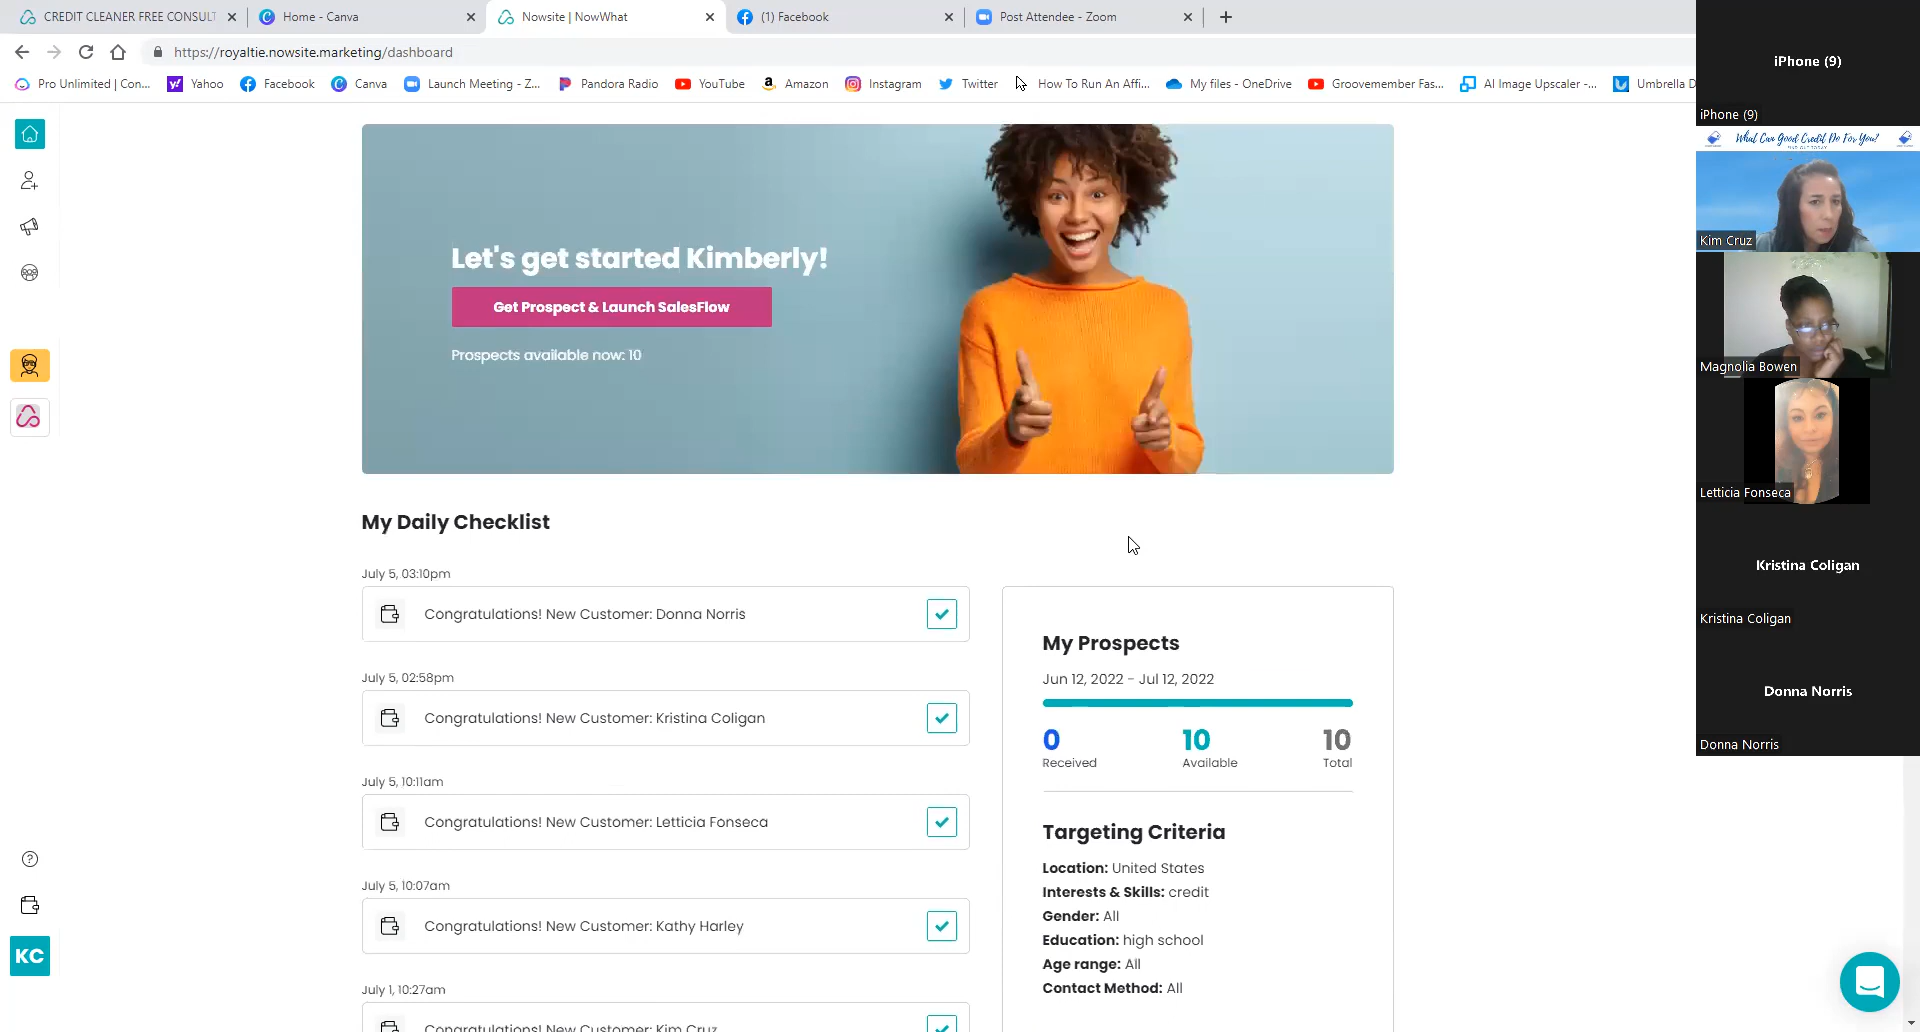 CREDIT CLEANER FREE CONSULT
Home - Canva
Nowsite | NowWhat
(1) Facebook
Post Attendee - Zoom
https://royaltie.nowsite.marketing/dashboard
Pro Unlimited | Con...
Yahoo
Facebook
Canva
Launch Meeting - Z...
Pandora Radio
YouTube
Amazon
Instagram
Twitter
How To Run An Affi...
My files - OneDrive
Groovemember Fas...
AI Image Upscaler -...
Umbrella D
iPhone (9)
iPhone (9)
What Can Good Credit Do For You?
Kim Cruz
Magnolia Bowen
Letticia Fonseca
Kristina Coligan
Kristina Coligan
Donna Norris
Donna Norris
Let's get started Kimberly!
Get Prospect & Launch SalesFlow
Prospects available now: 10
My Daily Checklist
July 5, 03:10pm
Congratulations! New Customer: Donna Norris
July 5, 02:58pm
Congratulations! New Customer: Kristina Coligan
July 5, 10:11am
Congratulations! New Customer: Letticia Fonseca
July 5, 10:07am
Congratulations! New Customer: Kathy Harley
July 1, 10:27am
Congratulations! New Customer: Kim Cruz
My Prospects
Jun 12, 2022 - Jul 12, 2022
0
10
10
Received
Available
Total
Targeting Criteria
Location: United States
Interests & Skills: credit
Gender: All
Education: high school
Age range: All
Contact Method: All
KC